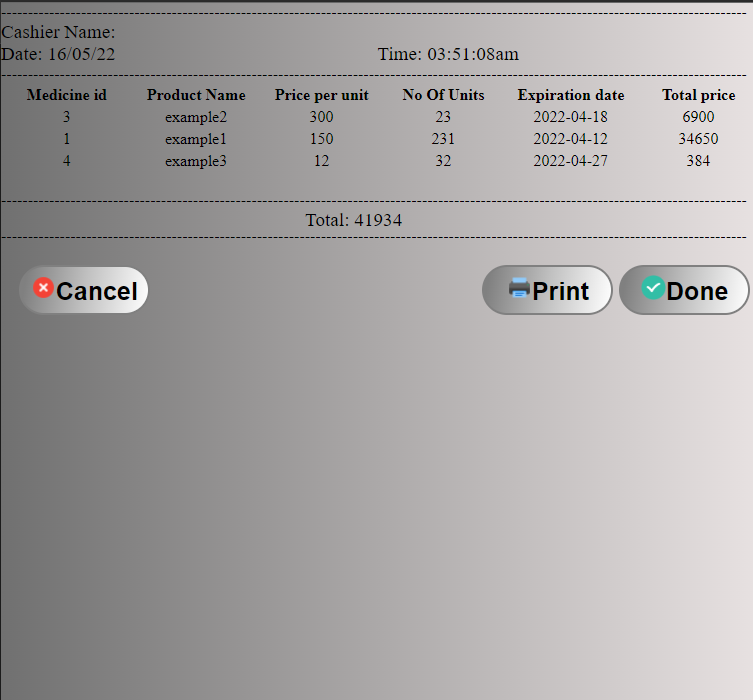 Cashier Name:
Date: 16/05/22 Time: 03:51:08am
Medicine id Product Name Price per unit No Of Units Expiration date Total price
3 example2 300 23 2022-04-18 6900
1 example1 150 231 2022-04-12 34650
4 example3 12 32 2022-04-27 384
Total: 41934
Cancel Print Done